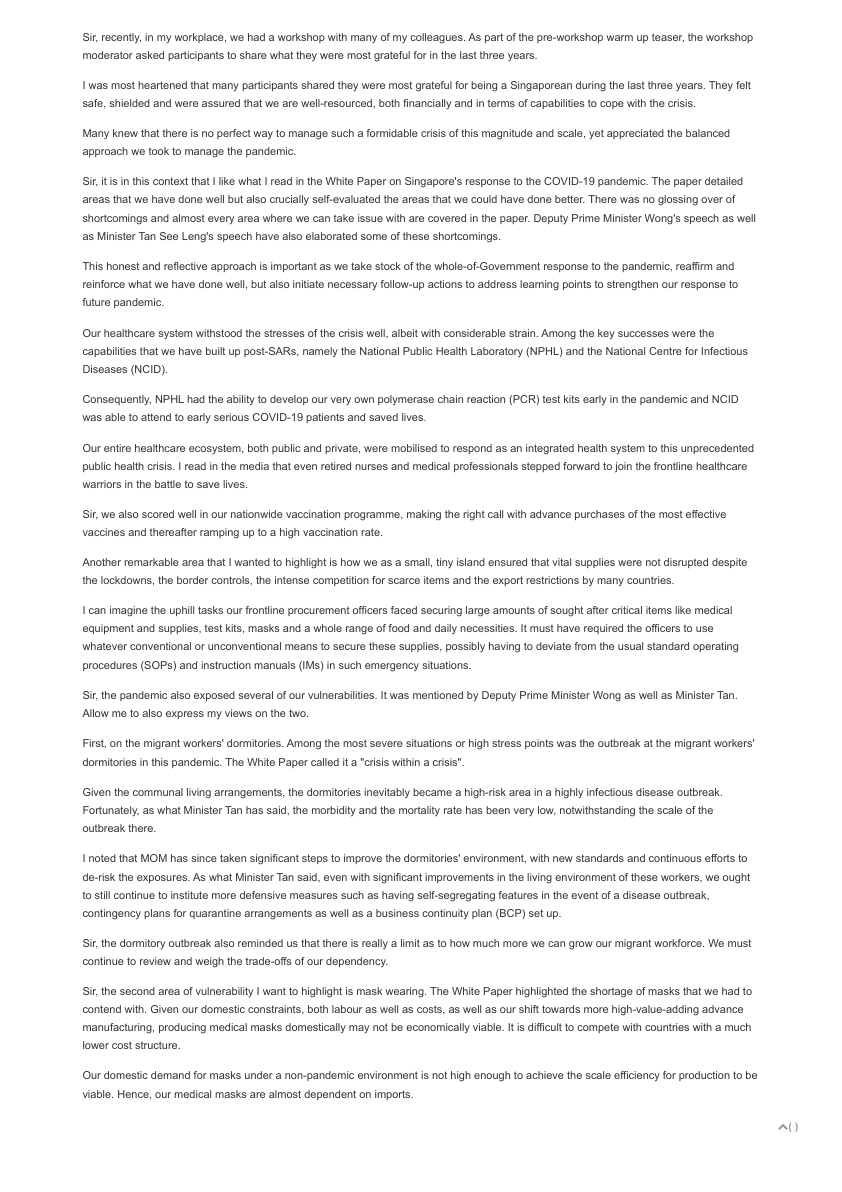 Sir, recently, in my workplace, we had a workshop with many of my colleagues. As part of the pre-workshop warm up teaser, the workshop
moderator asked participants to share what they were most grateful for in the last three years.
I was most heartened that many participants shared they were most grateful for being a Singaporean during the last three years. They felt
safe, shielded and were assured that we are well-resourced, both financially and in terms of capabilities to cope with the crisis.
Many knew that there is no perfect way to manage such a formidable crisis of this magnitude and scale, yet appreciated the balanced
approach we took to manage the pandemic.
Sir, it is in this context that I like what I read in the White Paper on Singapore's response to the COVID-19 pandemic. The paper detailed
areas that we have done well but also crucially self-evaluated the areas that we could have done better. There was no glossing over of
shortcomings and almost every area where we can take issue with are covered in the paper. Deputy Prime Minister Wong's speech as well
as Minister Tan See Leng's speech have also elaborated some of these shortcomings.
This honest and reflective approach is important as we take stock of the whole-of-Government response to the pandemic, reaffirm and
reinforce what we have done well, but also initiate necessary follow-up actions to address learning points to strengthen our response to
future pandemic.
Our healthcare system withstood the stresses of the crisis well, albeit with considerable strain. Among the key successes were the
capabilities that we have built up post-SARs, namely the National Public Health Laboratory (NPHL) and the National Centre for Infectious
Diseases (NCID).
Consequently, NPHL had the ability to develop our very own polymerase chain reaction (PCR) test kits early in the pandemic and NCID
was able to attend to early serious COVID-19 patients and saved lives.
Our entire healthcare ecosystem, both public and private, were mobilised to respond as an integrated health system to this unprecedented
public health crisis. I read in the media that even retired nurses and medical professionals stepped forward to join the frontline healthcare
warriors in the battle to save lives.
Sir, we also scored well in our nationwide vaccination programme, making the right call with advance purchases of the most effective
vaccines and thereafter ramping up to a high vaccination rate.
Another remarkable area that I wanted to highlight is how we as a small, tiny island ensured that vital supplies were not disrupted despite
the lockdowns, the border controls, the intense competition for scarce items and the export restrictions by many countries.
I can imagine the uphill tasks our frontline procurement officers faced securing large amounts of sought after critical items like medical
equipment and supplies, test kits, masks and a whole range of food and daily necessities. It must have required the officers to use
whatever conventional or unconventional means to secure these supplies, possibly having to deviate from the usual standard operating
procedures (SOPs) and instruction manuals (IMs) in such emergency situations.
Sir, the pandemic also exposed several of our vulnerabilities. It was mentioned by Deputy Prime Minister Wong as well as Minister Tan.
Allow me to also express my views on the two.
First, on the migrant workers' dormitories. Among the most severe situations or high stress points was the outbreak at the migrant workers'
dormitories in this pandemic. The White Paper called it a "crisis within a crisis".
Given the communal living arrangements, the dormitories inevitably became a high-risk area in a highly infectious disease outbreak.
Fortunately, as what Minister Tan has said, the morbidity and the mortality rate has been very low, notwithstanding the scale of the
outbreak there.
I noted that MOM has since taken significant steps to improve the dormitories' environment, with new standards and continuous efforts to
de-risk the exposures. As what Minister Tan said, even with significant improvements in the living environment of these workers, we ought
to still continue to institute more defensive measures such as having self-segregating features in the event of a disease outbreak,
contingency plans for quarantine arrangements as well as a business continuity plan (BCP) set up.
Sir, the dormitory outbreak also reminded us that there is really a limit as to how much more we can grow our migrant workforce. We must
continue to review and weigh the trade-offs of our dependency.
Sir, the second area of vulnerability I want to highlight is mask wearing. The White Paper highlighted the shortage of masks that we had to
contend with. Given our domestic constraints, both labour as well as costs, as well as our shift towards more high-value-adding advance
manufacturing, producing medical masks domestically may not be economically viable. It is difficult to compete with countries with a much
lower cost structure.
Our domestic demand for masks under a non-pandemic environment is not high enough to achieve the scale efficiency for production to be
viable. Hence, our medical masks are almost dependent on imports.
( )